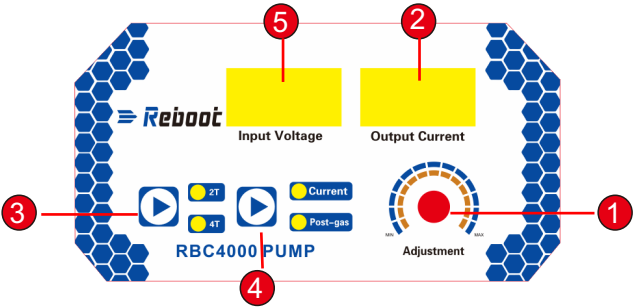 5
2
Reboot
Input Voltage
Output Current
3
2T
4T
Current
Post-gas
1
MIN
MAX
Adjustment
RBC4000 PUMP
4